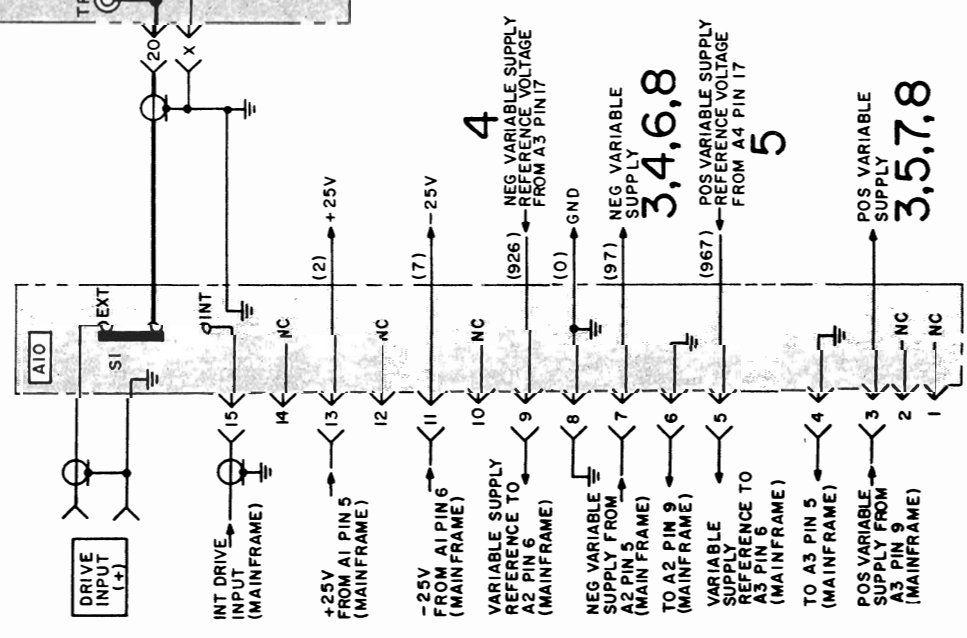 TP
20
X
A10
S1
EXT
INT
DRIVE
INPUT
(+)
INT DRIVE
INPUT
(MAINFRAME)
15
14
NC
+25V
FROM A1 PIN 5
(MAINFRAME)
13
(2)
+25V
12
NC
-25V
FROM A1 PIN 6
(MAINFRAME)
11
(7)
-25V
10
NC
VARIABLE SUPPLY
REFERENCE TO
A2 PIN 6
(MAINFRAME)
9
(926)
NEG VARIABLE SUPPLY
REFERENCE VOLTAGE
FROM A3 PIN 17
4
8
(0)
GND
NEG VARIABLE
SUPPLY FROM
A2 PIN 5
(MAINFRAME)
7
(97)
NEG VARIABLE
SUPPLY
3,4,6,8
TO A2 PIN 9
(MAINFRAME)
6
VARIABLE
SUPPLY
REFERENCE TO
A3 PIN 6
(MAINFRAME)
5
(967)
POS VARIABLE SUPPLY
REFERENCE VOLTAGE
FROM A4 PIN 17
5
TO A3 PIN 5
(MAINFRAME)
4
POS VARIABLE
SUPPLY FROM
A3 PIN 9
(MAINFRAME)
3
POS VARIABLE
SUPPLY
3,5,7,8
2
NC
1
NC